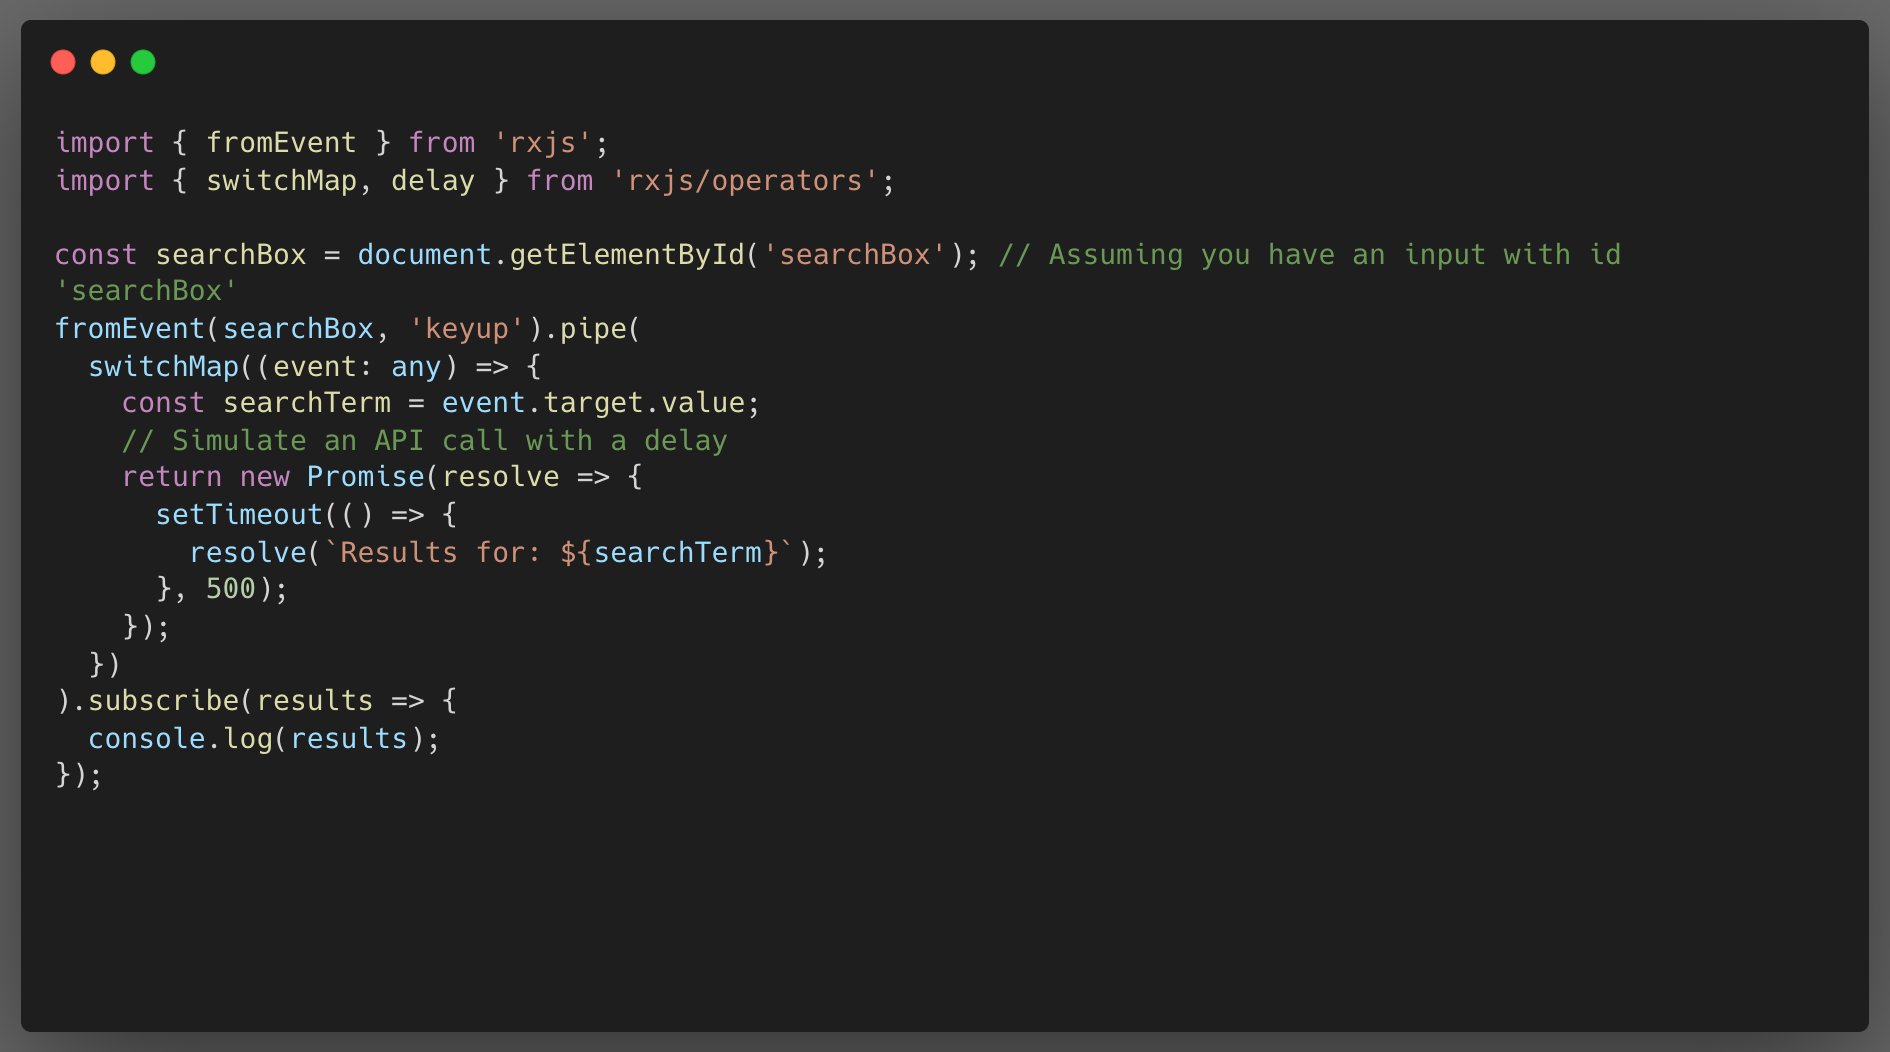 import { fromEvent } from 'rxjs';
import { switchMap, delay } from 'rxjs/operators';

const searchBox = document.getElementById('searchBox'); // Assuming you have an input with id
'searchBox'
fromEvent(searchBox, 'keyup').pipe(
  switchMap((event: any) => {
    const searchTerm = event.target.value;
    // Simulate an API call with a delay
    return new Promise(resolve => {
      setTimeout(() => {
        resolve(`Results for: ${searchTerm}`);
      }, 500);
    });
  })
).subscribe(results => {
  console.log(results);
});